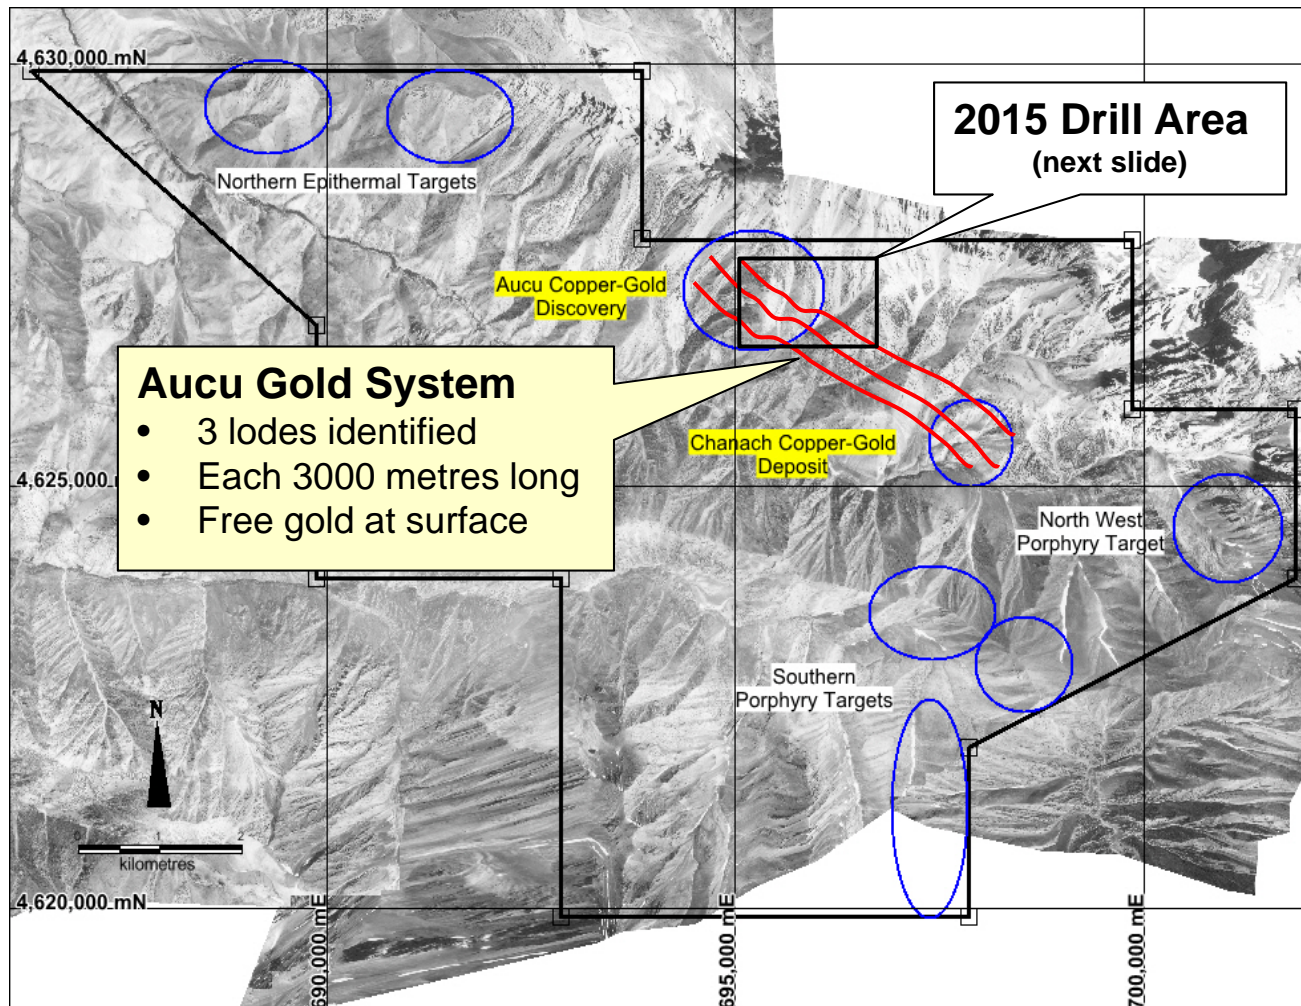 4,630,000 mN
2015 Drill Area
(next slide)
Northern Epithermal Targets
Aucu Copper-Gold
Discovery
Aucu Gold System
• 3 lodes identified
• Each 3000 metres long
• Free gold at surface
Chanach Copper-Gold
Deposit
4,625,000 m
North West
Porphyry Target
Southern
Porphyry Targets
N
0 1 2
kilometres
4,620,000 mN
690,000 mE
695,000 mE
700,000 mE